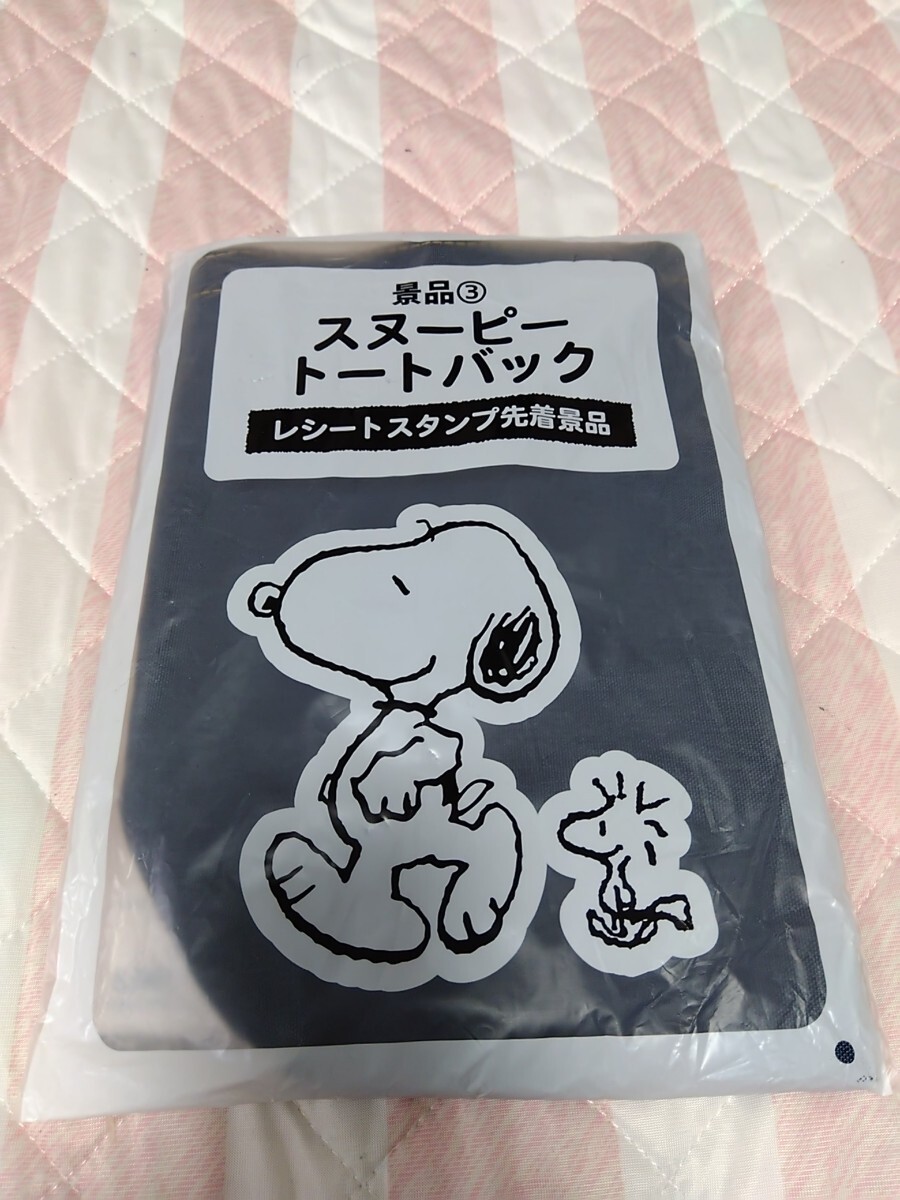 景品③
スヌーピー
トートバック
レシートスタンプ先着景品